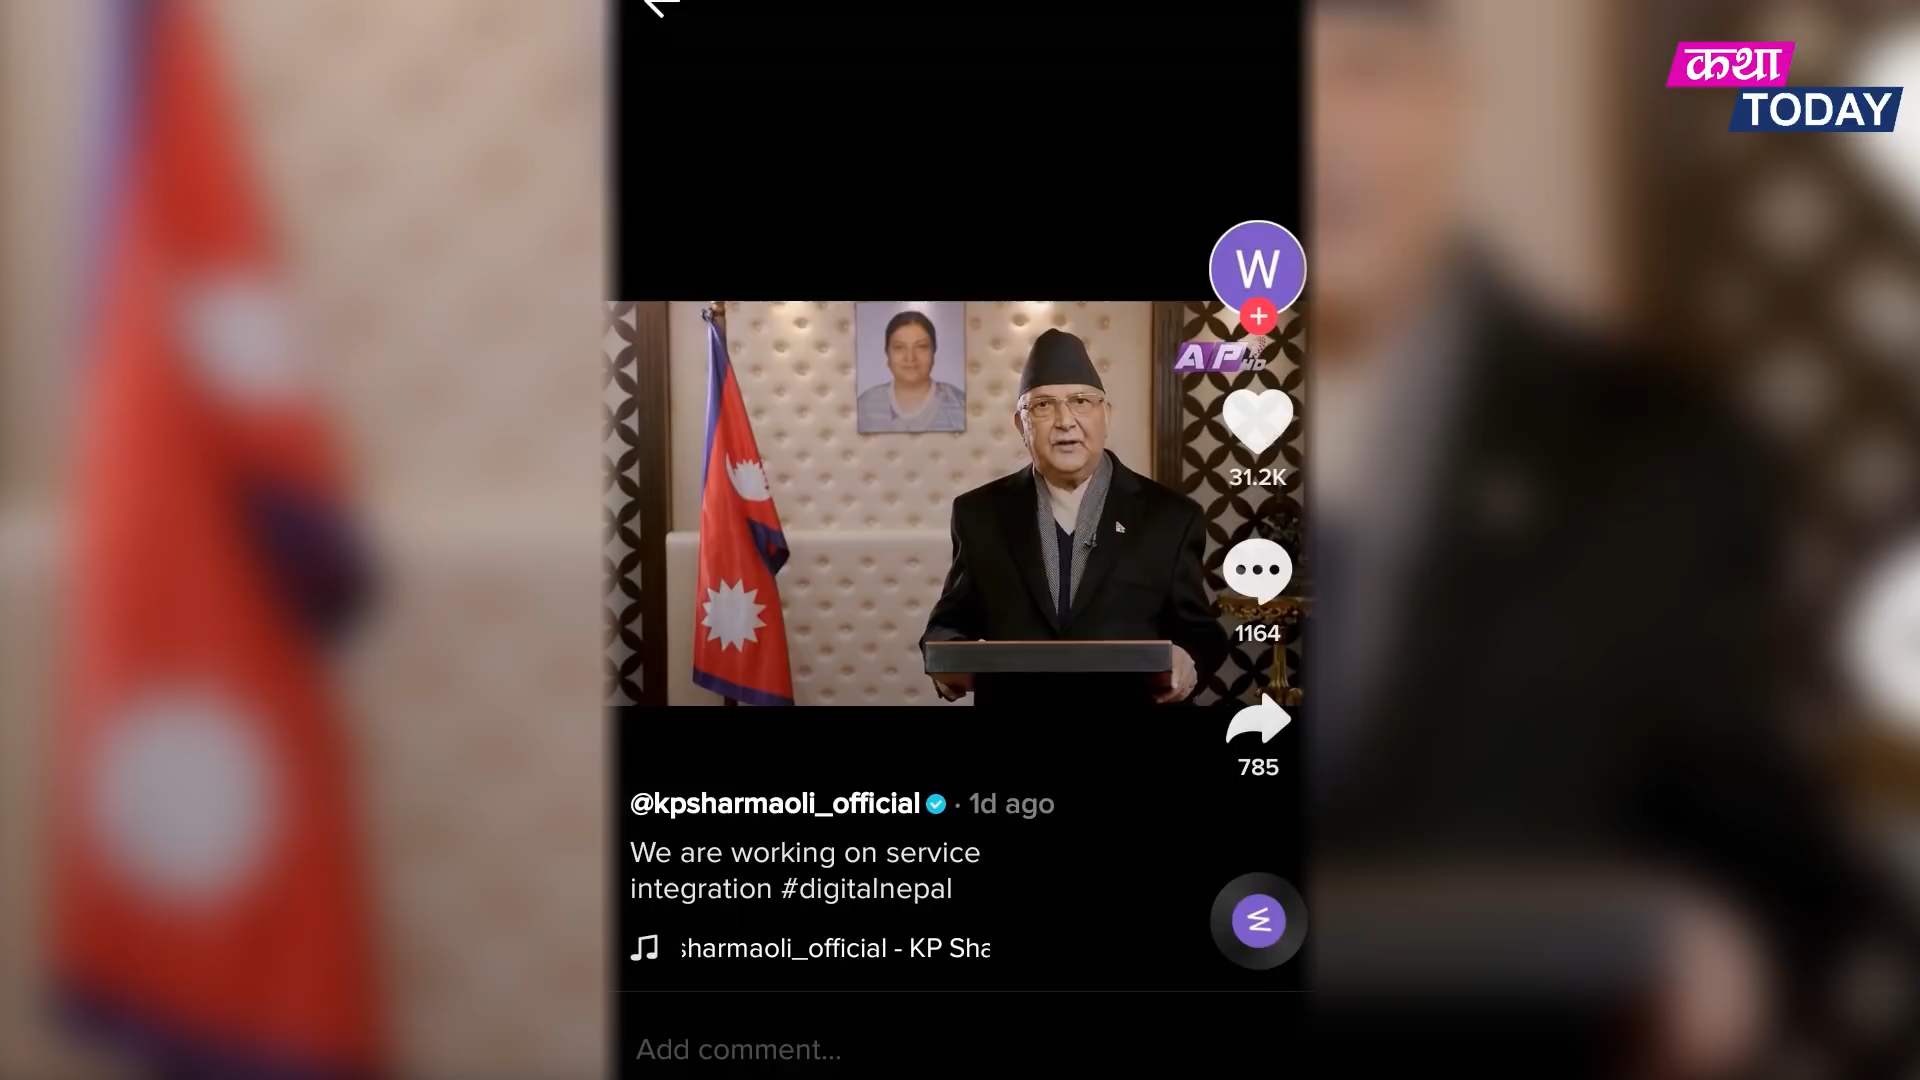 कथा
TODAY
W
AP HD
31.2K
1164
785
@kpsharmaoli_official · 1d ago
We are working on service
integration #digitalnepal
sharmaoli_official - KP Sha
Add comment...